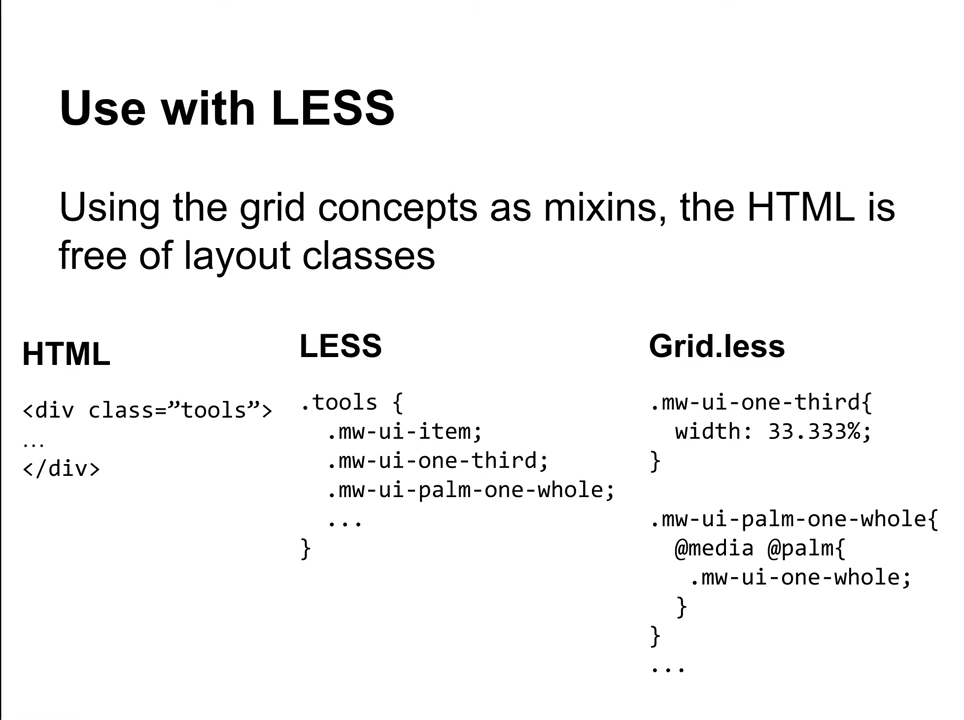 Use with LESS
Using the grid concepts as mixins, the HTML is
free of layout classes
HTML
<div class=”tools”>
…
</div>
LESS
.tools {
  .mw-ui-item;
  .mw-ui-one-third;
  .mw-ui-palm-one-whole;
  ...
}
Grid.less
.mw-ui-one-third{
  width: 33.333%;
}
.mw-ui-palm-one-whole{
  @media @palm{
   .mw-ui-one-whole;
  }
}
...